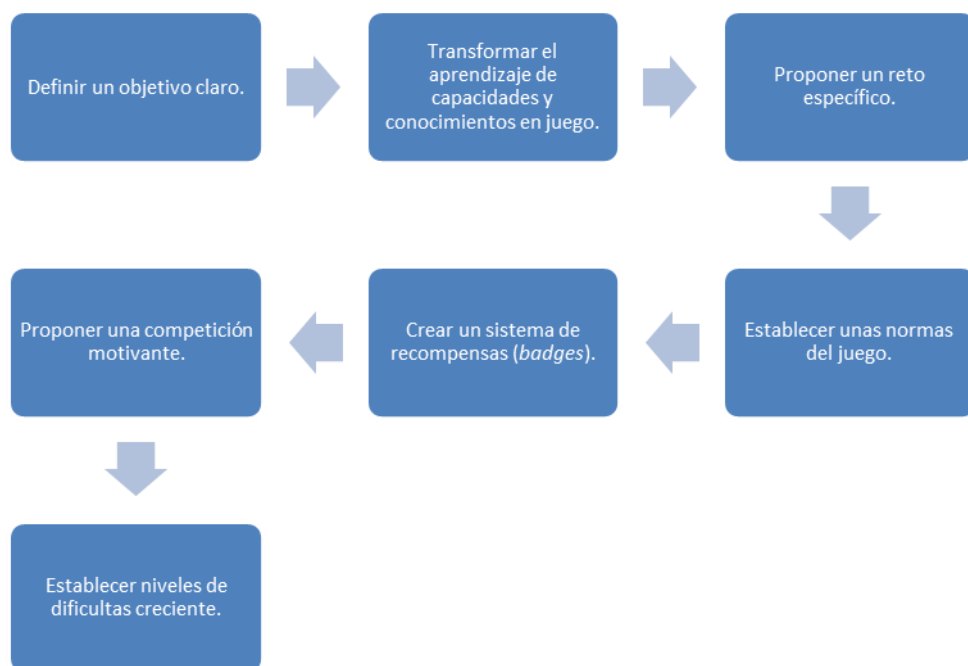 Definir un objetivo claro.
Transformar el
aprendizaje de
capacidades y
conocimientos en juego.
Proponer un reto
específico.
Establecer unas normas
del juego.
Crear un sistema de
recompensas (badges).
Proponer una competición
motivante.
Establecer niveles de
dificultas creciente.